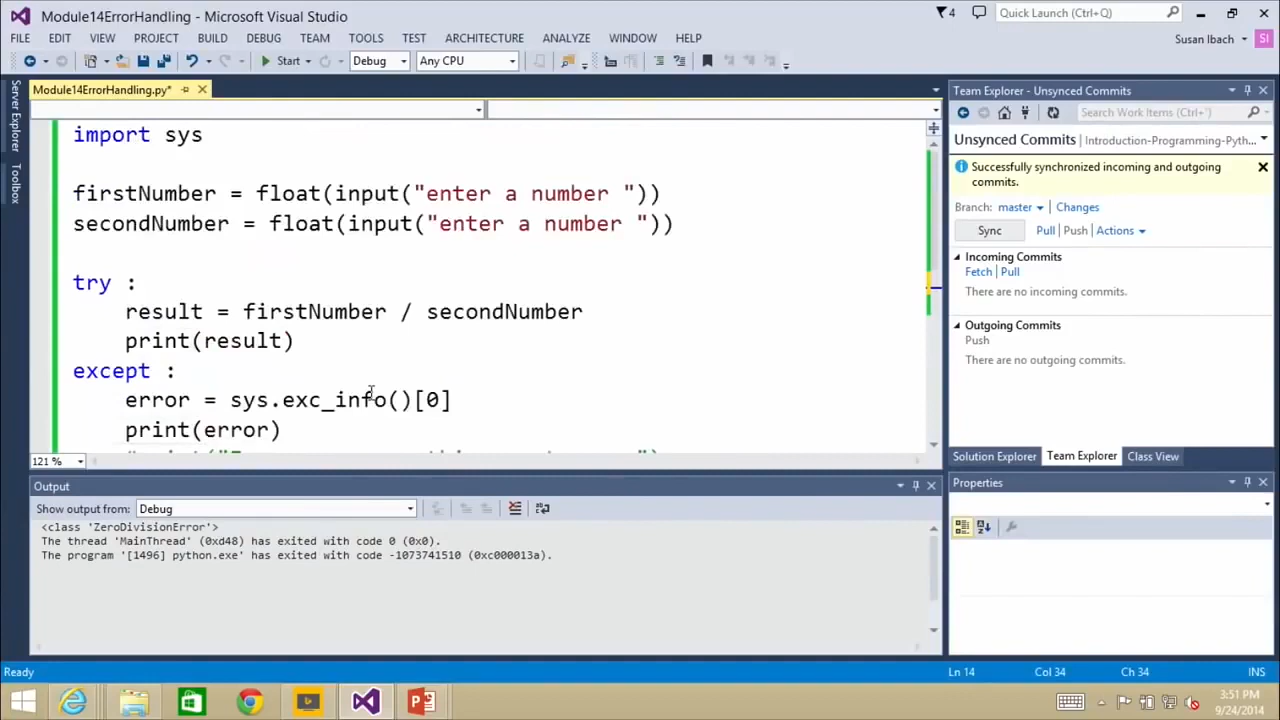 Module14ErrorHandling - Microsoft Visual Studio
4
Quick Launch (Ctrl+Q)
FILE EDIT VIEW PROJECT BUILD DEBUG TEAM TOOLS TEST ARCHITECTURE ANALYZE WINDOW HELP
Susan Ibach SI
Start Debug Any CPU
Server Explorer
Toolbox
Module14ErrorHandling.py*
import sys
firstNumber = float(input("enter a number "))
secondNumber = float(input("enter a number "))
try :
result = firstNumber / secondNumber
print(result)
except :
error = sys.exc_info()[0]
print(error)
121 %
Team Explorer - Unsynced Commits
Search Work Items (Ctrl+')
Unsynced Commits Introduction-Programming-Pyth...
Successfully synchronized incoming and outgoing
commits.
Branch: master Changes
Sync Pull Push Actions
Incoming Commits
Fetch Pull
There are no incoming commits.
Outgoing Commits
Push
There are no outgoing commits.
Solution Explorer Team Explorer Class View
Properties
Output
Show output from: Debug
<class 'ZeroDivisionError'>
The thread 'MainThread' (0xd48) has exited with code 0 (0x0).
The program '[1496] python.exe' has exited with code -1073741510 (0xc000013a).
Ready Ln 14 Col 34 Ch 34 INS
3:51 PM
9/24/2014